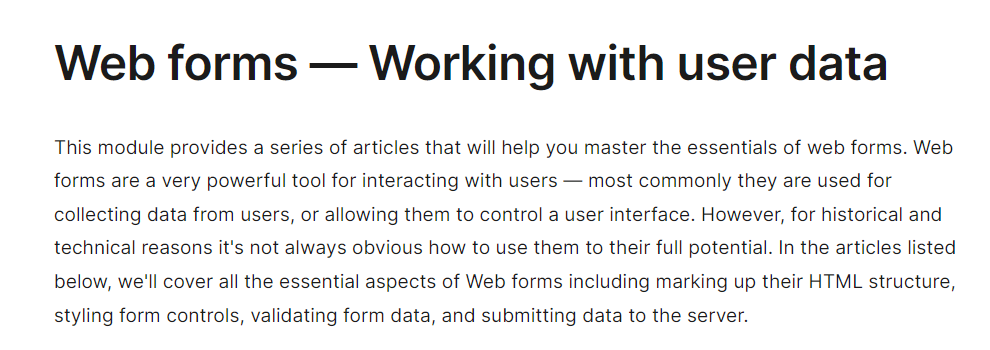 Web forms — Working with user data
This module provides a series of articles that will help you master the essentials of web forms. Web
forms are a very powerful tool for interacting with users — most commonly they are used for
collecting data from users, or allowing them to control a user interface. However, for historical and
technical reasons it's not always obvious how to use them to their full potential. In the articles listed
below, we'll cover all the essential aspects of Web forms including marking up their HTML structure,
styling form controls, validating form data, and submitting data to the server.